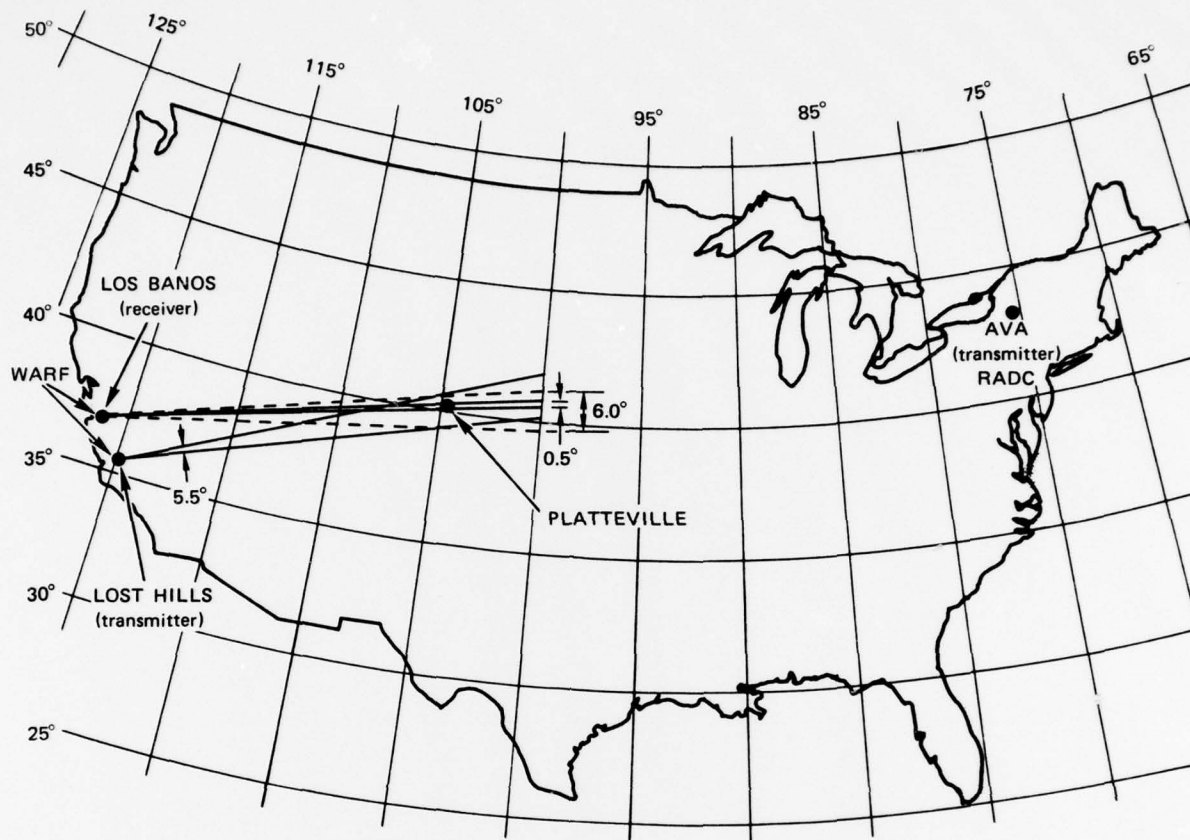 50°
125°
115°
105°
95°
85°
75°
65°
45°
40°
35°
30°
25°
LOS BANOS
(receiver)
WARF
LOST HILLS
(transmitter)
5.5°
6.0°
0.5°
PLATTEVILLE
AVA
(transmitter)
RADC